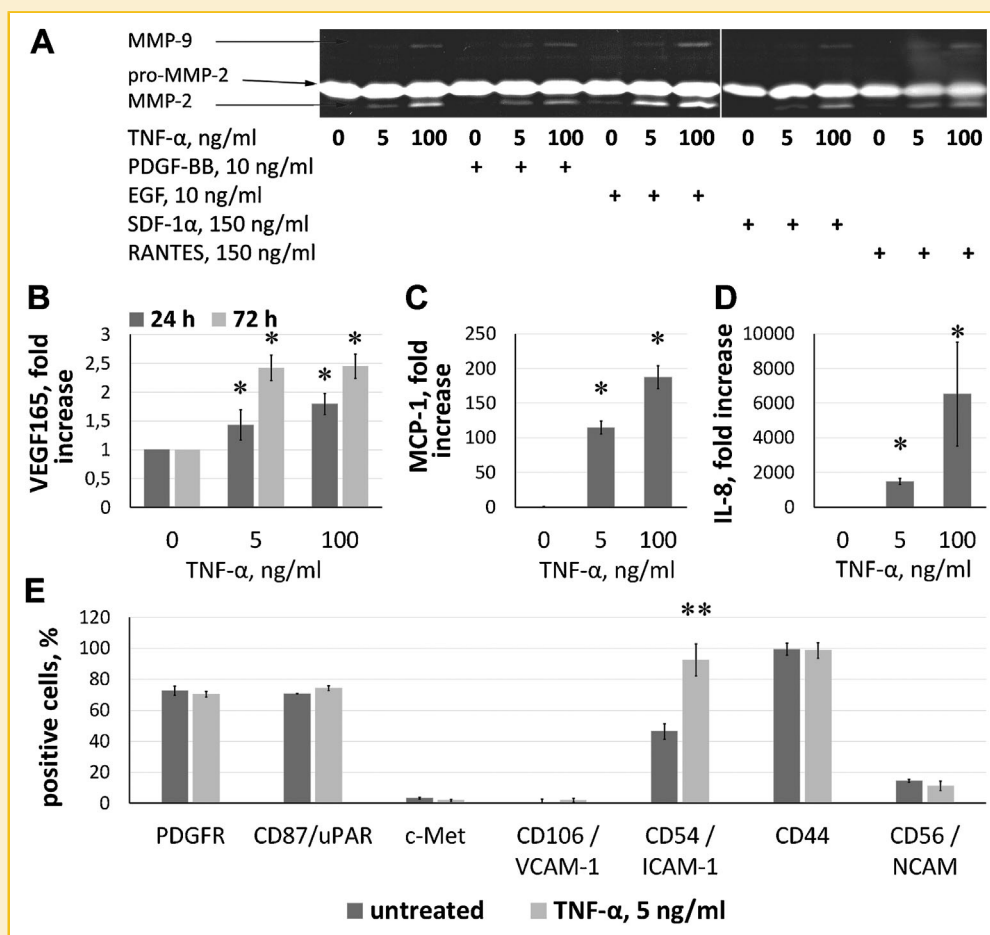 A
MMP-9
pro-MMP-2
MMP-2
TNF-α, ng/ml 0 5 100 0 5 100 0 5 100 0 5 100 0 5 100
PDGF-BB, 10 ng/ml + + +
EGF, 10 ng/ml + + +
SDF-1α, 150 ng/ml + + +
RANTES, 150 ng/ml + + +
B
24 h 72 h
VEGF165, fold increase
3
2,5
2
1,5
1
0,5
0
* * * *
0 5 100
TNF-α, ng/ml
C
MCP-1, fold increase
250
200
150
100
50
0
* *
0 5 100
TNF-α, ng/ml
D
IL-8, fold increase
10000
8000
6000
4000
2000
0
* *
0 5 100
TNF-α, ng/ml
E
positive cells, %
120
100
80
60
40
20
0
**
PDGFR CD87/uPAR c-Met CD106 / VCAM-1 CD54 / ICAM-1 CD44 CD56 / NCAM
untreated TNF-α, 5 ng/ml